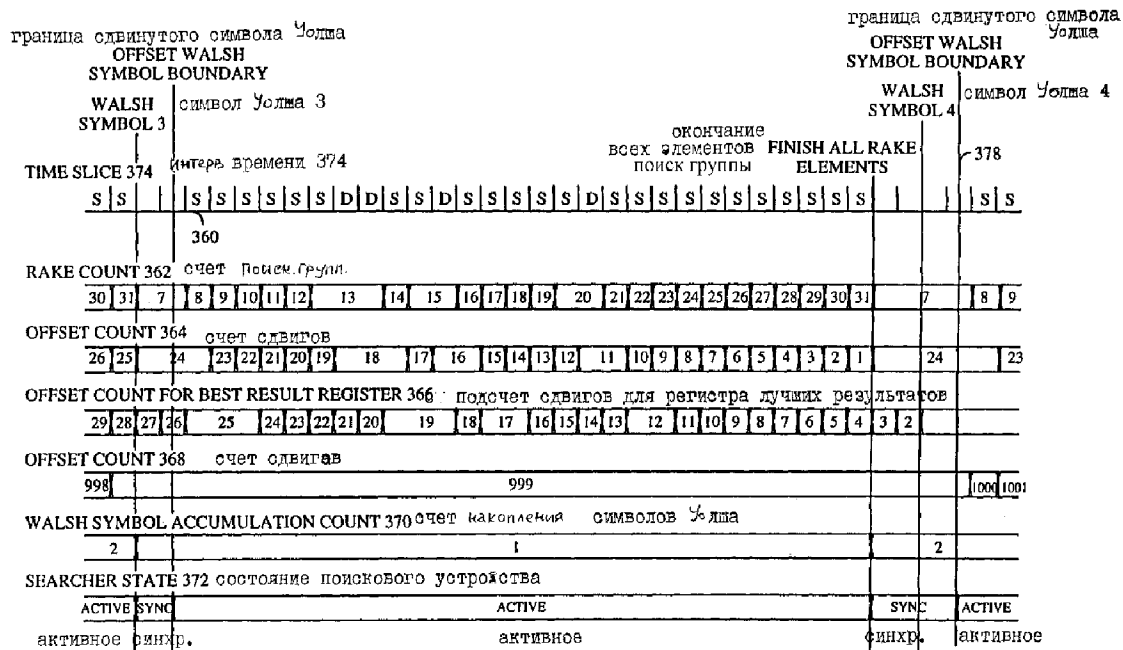 граница сдвинутого символа Уолша
OFFSET WALSH
SYMBOL BOUNDARY
граница сдвинутого символа
Уолша
OFFSET WALSH
SYMBOL BOUNDARY
WALSH
SYMBOL 3
символ Уолша 3
WALSH
SYMBOL 4
символ Уолша 4
окончание
всех элементов
поиск группы
FINISH ALL RAKE
ELEMENTS
378
TIME SLICE 374
интерв времени 374
S S S S S S S S D D S S D S S S S S D S S S S S S S S S S S S S
360
RAKE COUNT 362 счет поиск.групп.
30 31 7 8 9 10 11 12 13 14 15 16 17 18 19 20 21 22 23 24 25 26 27 28 29 30 31 7 8 9
OFFSET COUNT 364 счет сдвигов
26 25 24 23 22 21 20 19 18 17 16 15 14 13 12 11 10 9 8 7 6 5 4 3 2 1 24 23
OFFSET COUNT FOR BEST RESULT REGISTER 366 подсчет сдвигов для регистра лучших результатов
29 28 27 26 25 24 23 22 21 20 19 18 17 16 15 14 13 12 11 10 9 8 7 6 5 4 3 2
OFFSET COUNT 368 счет сдвигав
998 999 1000 1001
WALSH SYMBOL ACCUMULATION COUNT 370 счет накопления символов Уолша
2 1 2
SEARCHER STATE 372 состояние поискового устройства
ACTIVE SYNC ACTIVE SYNC ACTIVE
активное синхр. активное синхр. активное